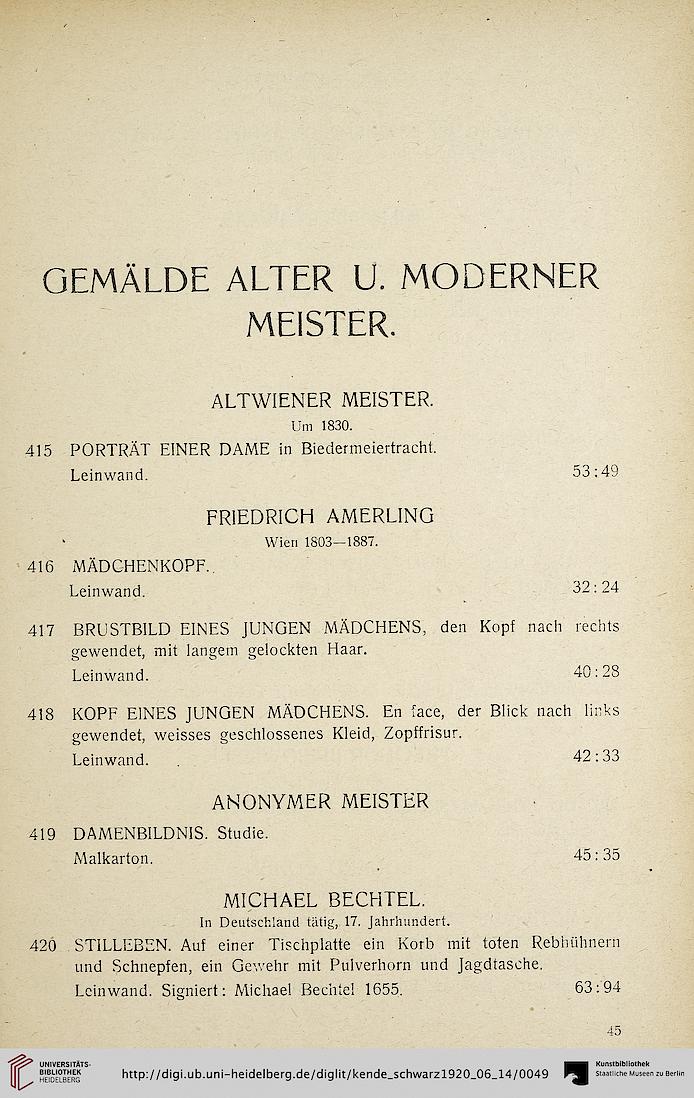 GEMÄLDE ALTER U. MODERNER
MEISTER.
ALTWIENER MEISTER.
Um 1830.
415 PORTRÄT EINER DAME in Biedermeiertracht.
Leinwand. 53:49
FRIEDRICH AMERLING
Wien 1803—1887.
416 MÄDCHENKOPF.
Leinwand. 32:24
417 BRUSTBILD EINES JUNGEN MÄDCHENS, den Kopf nach rechts
gewendet, mit langem gelockten Haar.
Leinwand. 40:28
418 KOPF EINES JUNGEN MÄDCHENS. En face, der Blick nach links
gewendet, weisses geschlossenes Kleid, Zopffrisur.
Leinwand. 42:33
ANONYMER MEISTER
419 DAMENBILDNIS. Studie.
Malkarton. 45:35
MICHAEL BECHTEL.
In Deutschland tätig, 17. Jahrhundert.
420 STILLEBEN. Auf einer Tischplatte ein Korb mit toten Rebhühnern
und Schnepfen, ein Gewehr mit Pulverhorn und Jagdtasche.
Leinwand. Signiert: Michael Bechtel 1655. 63:94
45
UNIVERSITÄTS-
BIBLIOTHEK
HEIDELBERG
http://digi.ub.uni-heidelberg.de/diglit/kende_schwarz1920_06_14/0049
Kunstbibliothek
Staatliche Museen zu Berlin